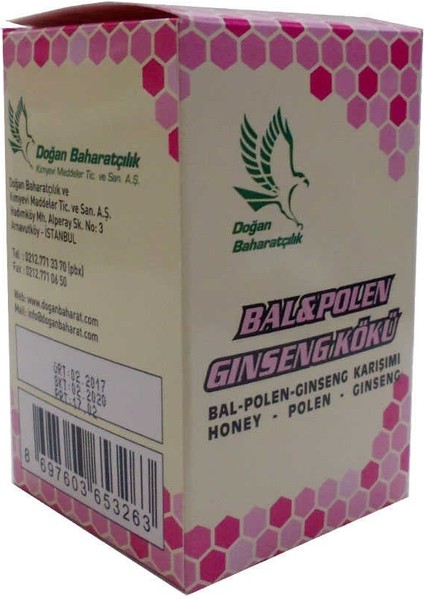 Doğan Baharatçılık
Kimyevi Maddeler Tic. ve San. A.Ş.
Doğan Baharatçılık ve
Kimyevi Maddeler Tic. ve San. A.Ş.
Hadımköy Mh. Alperay Sk. No: 3
Arnavutköy - İSTANBUL
Tel. : 0212.771 33 70 (pbx)
Fax : 0212.771 06 50
Web: www.doganbaharat.com
Mail: info@doganbaharat.com
ÜRT:02.2017
SKT:02.2020
PRT.17.02
8 697603 653263
Doğan
Baharatçılık
BAL&POLEN
GINSENG KÖKÜ
BAL-POLEN-GINSENG KARIŞIMI
HONEY - POLEN - GINSENG